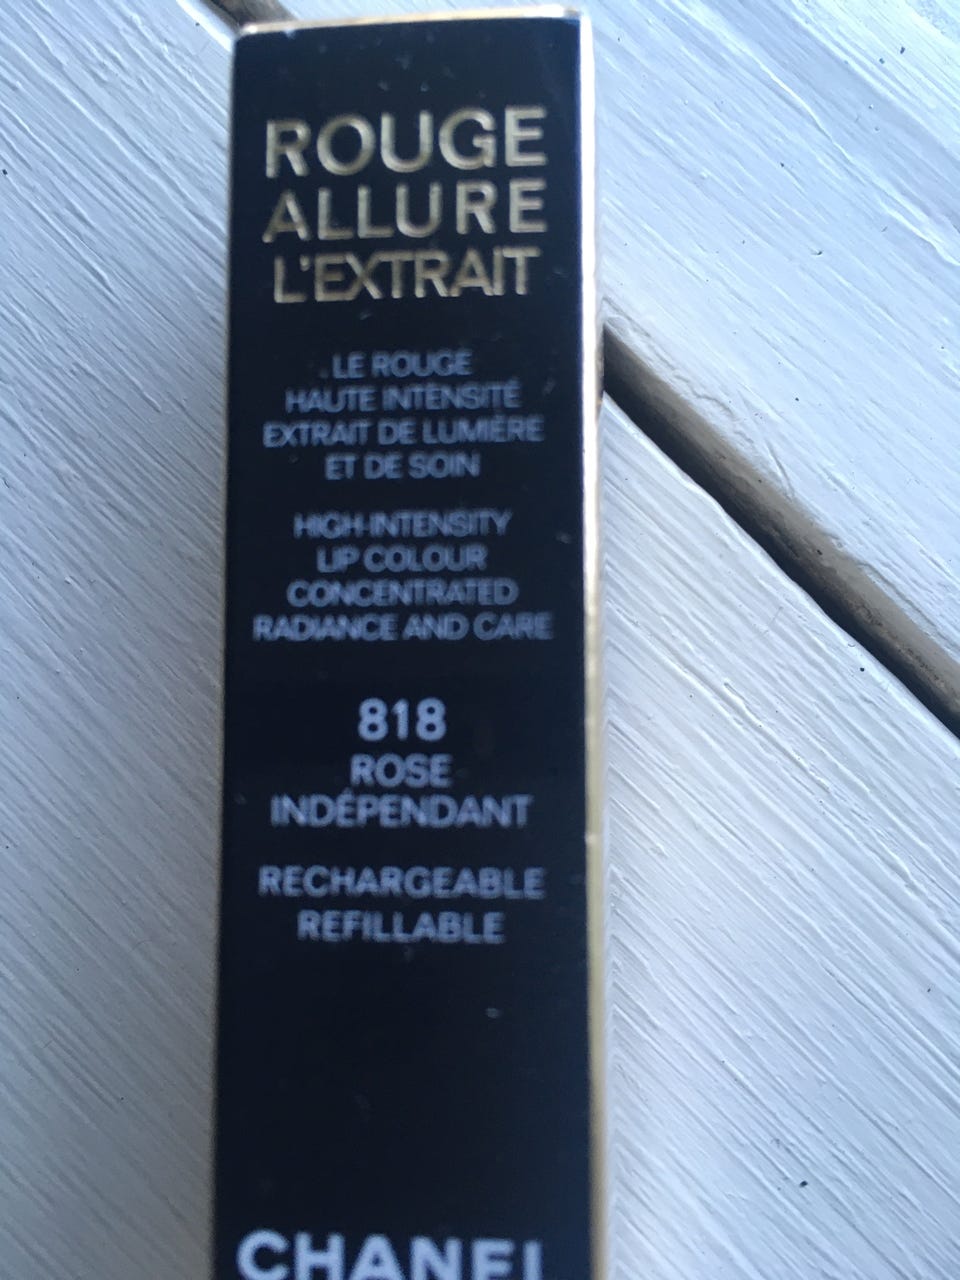 ROUGE
ALLURE
L'EXTRAIT
LE ROUGE
HAUTE INTENSITÉ
EXTRAIT DE LUMIÈRE
ET DE SOIN
HIGH-INTENSITY
LIP COLOUR
CONCENTRATED
RADIANCE AND CARE
818
ROSE
INDÉPENDANT
RECHARGEABLE
REFILLABLE
CHANEL